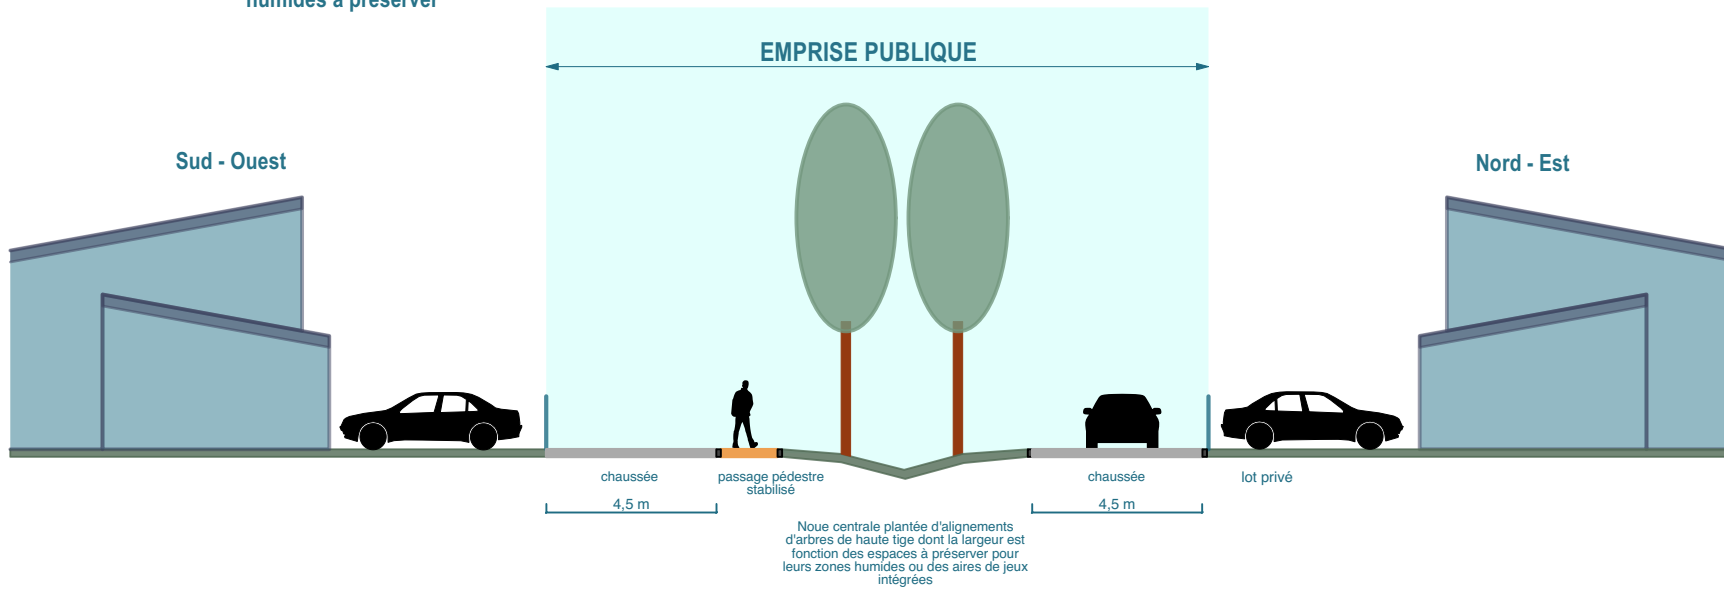 humides à préserver
EMPRISE PUBLIQUE
Sud - Ouest
Nord - Est
chaussée
passage pédestre
stabilisé
chaussée
lot privé
4,5 m
4,5 m
Noue centrale plantée d'alignements
d'arbres de haute tige dont la largeur est
fonction des espaces à préserver pour
leurs zones humides ou des aires de jeux
intégrées